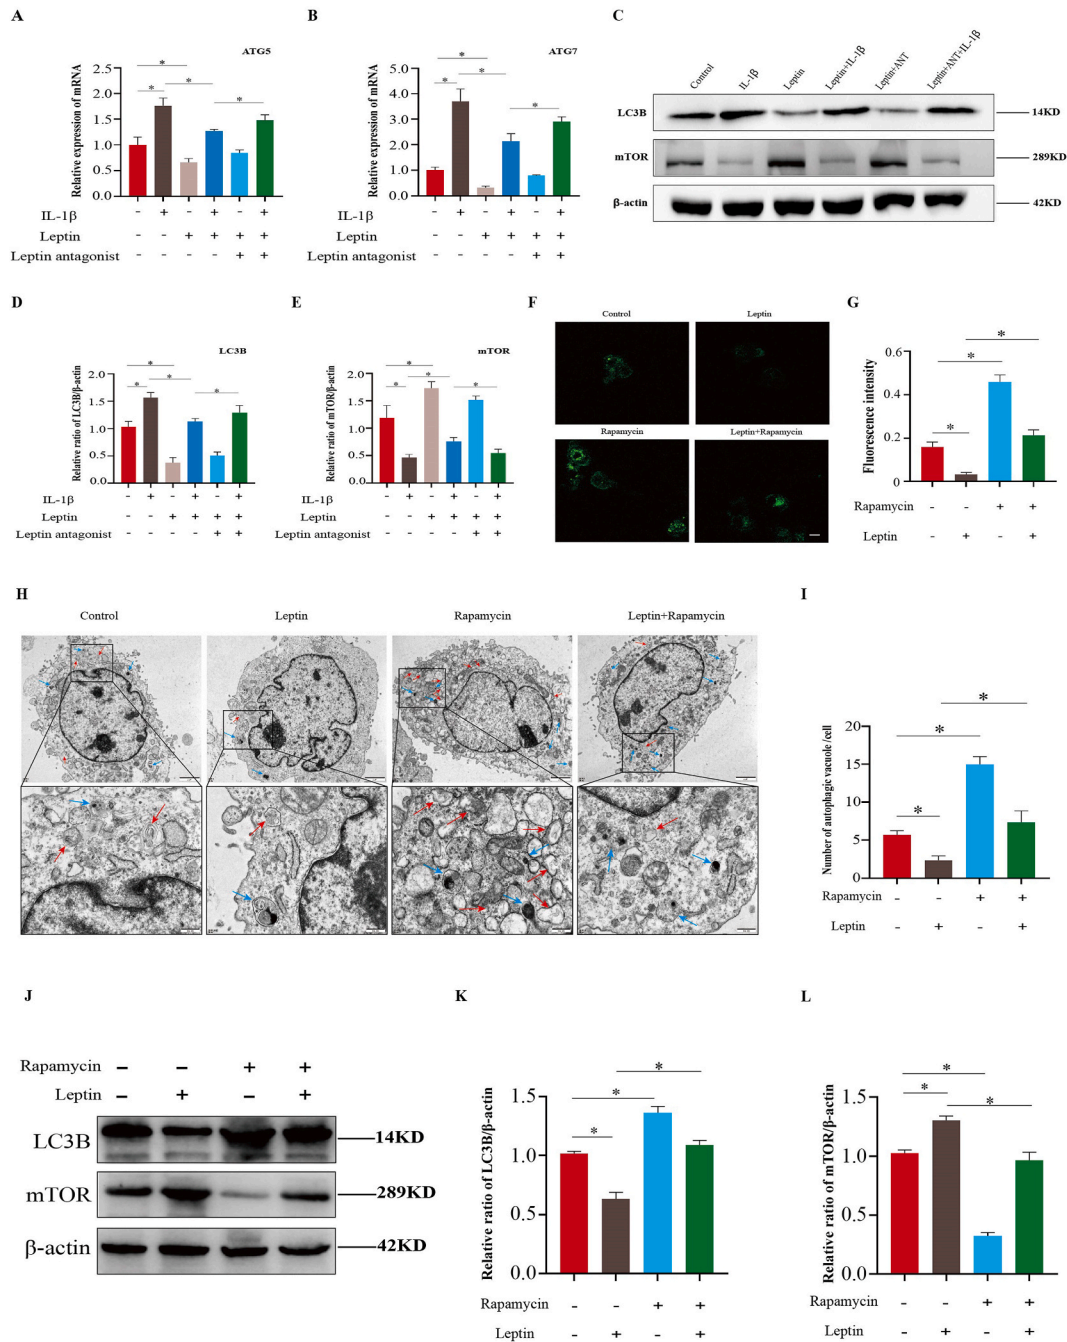 A
ATG5
Relative expression of mRNA
2.5
2.0
1.5
1.0
0.5
0.0
* * * *
IL-1β - + - + - +
Leptin - - + + + +
Leptin antagonist - - - - + +
B
ATG7
Relative expression of mRNA
5
4
3
2
1
0
* * * *
IL-1β - + - + - +
Leptin - - + + + +
Leptin antagonist - - - - + +
C
Control IL-1β Leptin Leptin+IL-1β Leptin+ANT Leptin+ANT+IL-1β
LC3B 14KD
mTOR 289KD
β-actin 42KD
D
LC3B
Relative ratio of LC3B/β-actin
2.0
1.5
1.0
0.5
0.0
* * * *
IL-1β - + - + - +
Leptin - - + + + +
Leptin antagonist - - - - + +
E
mTOR
Relative ratio of mTOR/β-actin
2.0
1.5
1.0
0.5
0.0
* * * *
IL-1β - + - + - +
Leptin - - + + + +
Leptin antagonist - - - - + +
F
Control Leptin
Rapamycin Leptin+Rapamycin
G
Fluorescence intensity
0.6
0.4
0.2
0.0
* * *
Rapamycin - - + +
Leptin - + - +
H
Control Leptin Rapamycin Leptin+Rapamycin
I
Number of autophagic vacuole/cell
20
15
10
5
0
* * *
Rapamycin - - + +
Leptin - + - +
J
Rapamycin - - + +
Leptin - + - +
LC3B 14KD
mTOR 289KD
β-actin 42KD
K
Relative ratio of LC3B/β-actin
1.5
1.0
0.5
0.0
* * *
Rapamycin - - + +
Leptin - + - +
L
Relative ratio of mTOR/β-actin
1.5
1.0
0.5
0.0
* * *
Rapamycin - - + +
Leptin - + - +